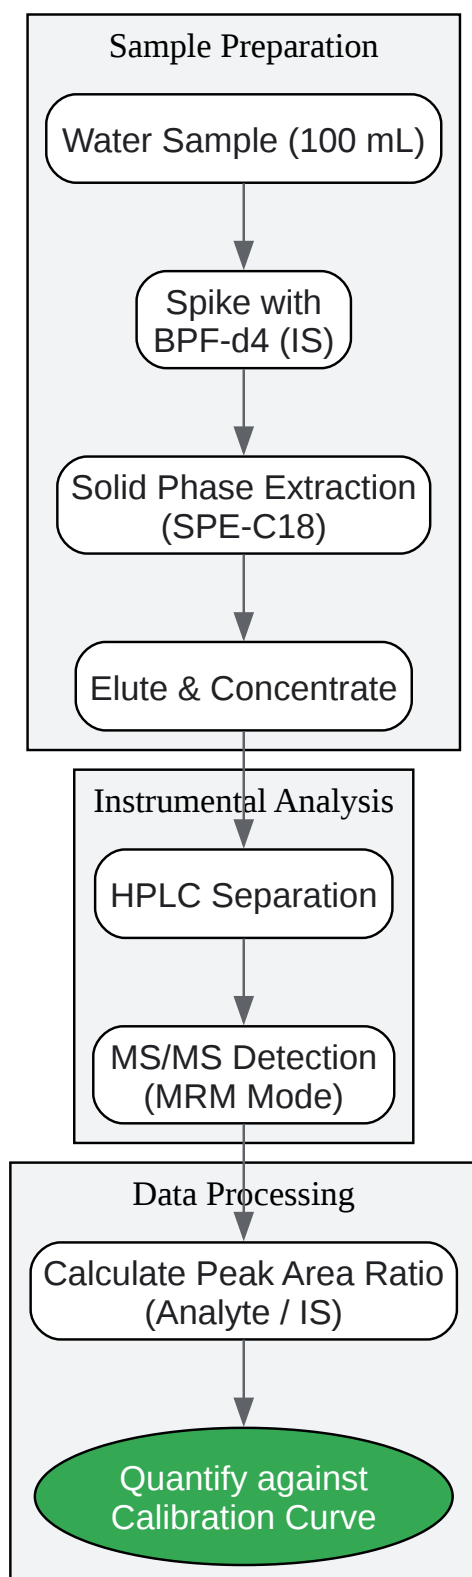 Sample Preparation
Water Sample (100 mL)
Spike with
BPF-d4 (IS)
Solid Phase Extraction
(SPE-C18)
Elute & Concentrate
Instrumental Analysis
HPLC Separation
MS/MS Detection
(MRM Mode)
Data Processing
Calculate Peak Area Ratio
(Analyte / IS)
Quantify against
Calibration Curve